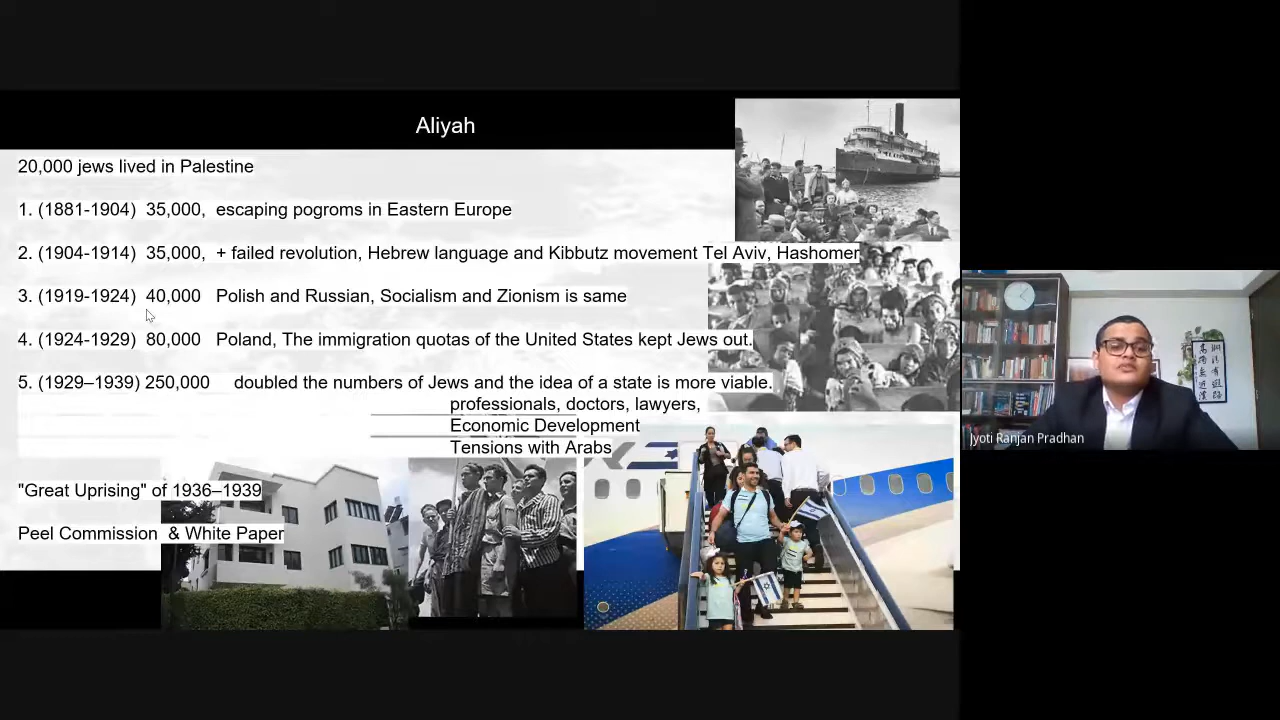 Aliyah
20,000 jews lived in Palestine
1. (1881-1904) 35,000, escaping pogroms in Eastern Europe
2. (1904-1914) 35,000, + failed revolution, Hebrew language and Kibbutz movement Tel Aviv, Hashomer
3. (1919-1924) 40,000 Polish and Russian, Socialism and Zionism is same
4. (1924-1929) 80,000 Poland, The immigration quotas of the United States kept Jews out.
5. (1929–1939) 250,000 doubled the numbers of Jews and the idea of a state is more viable.
professionals, doctors, lawyers,
Economic Development
Tensions with Arabs
"Great Uprising" of 1936–1939
Peel Commission & White Paper
Jyoti Ranjan Pradhan